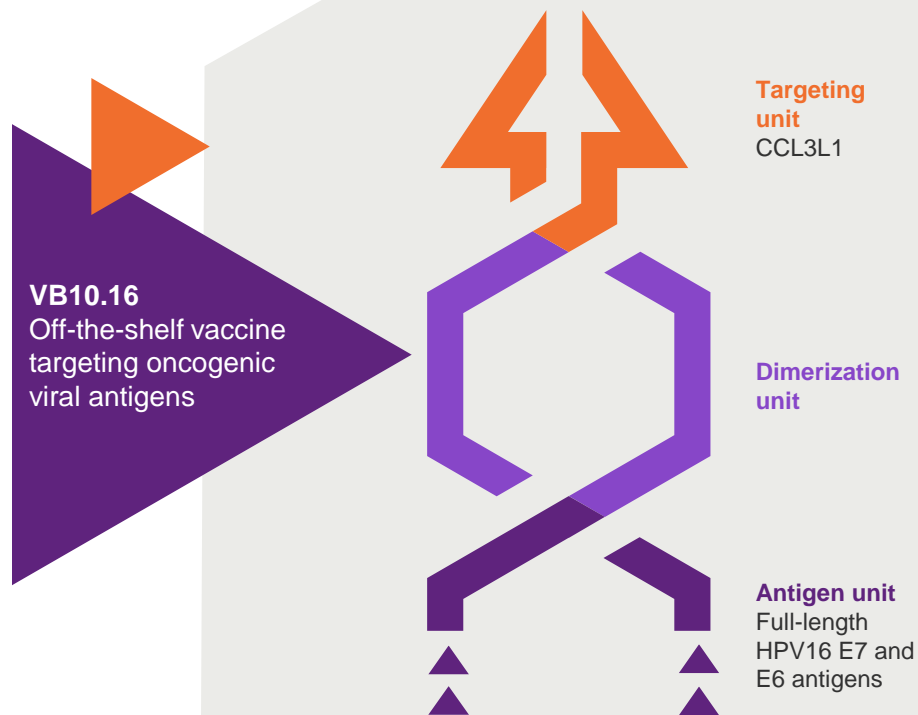 Targeting
unit
CCL3L1
VB10.16
Off-the-shelf vaccine
targeting oncogenic
viral antigens
Dimerization
unit
Antigen unit
Full-length
HPV16 E7 and
E6 antigens